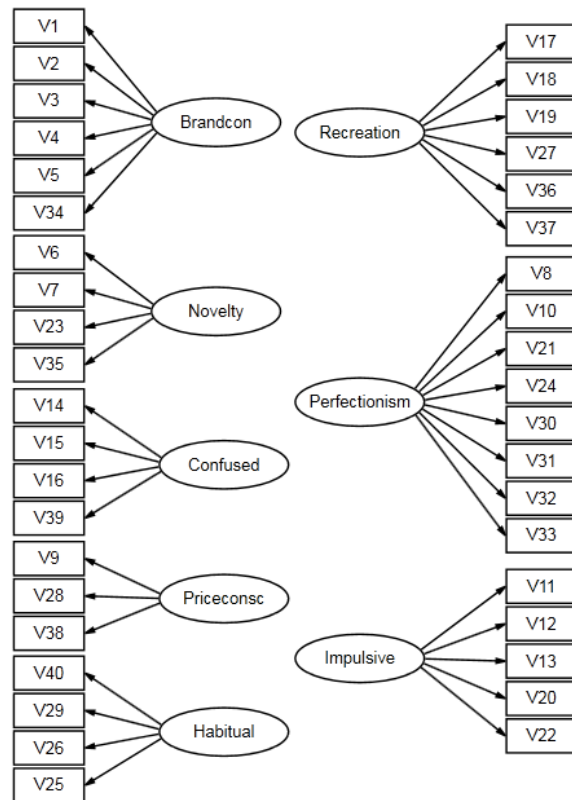 V1
V2
V3
V4
V5
V34
Brandcon
V6
V7
V23
V35
Novelty
V14
V15
V16
V39
Confused
V9
V28
V38
Priceconsc
V40
V29
V26
V25
Habitual
Recreation
V17
V18
V19
V27
V36
V37
Perfectionism
V8
V10
V21
V24
V30
V31
V32
V33
Impulsive
V11
V12
V13
V20
V22